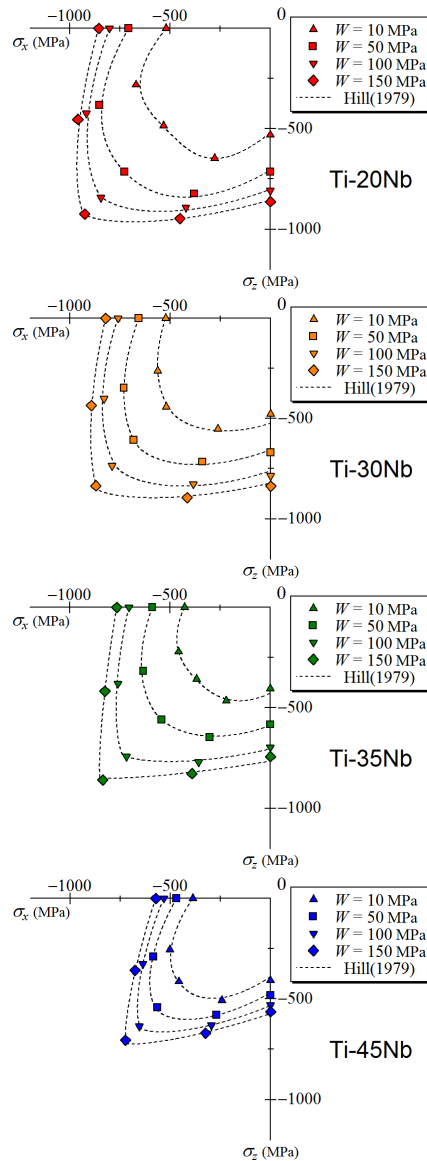 −1000 −500 0
σx (MPa)
W = 10 MPa
W = 50 MPa
W = 100 MPa
W = 150 MPa
Hill(1979)
−500
Ti-20Nb
−1000
σz (MPa)
−1000 −500 0
σx (MPa)
W = 10 MPa
W = 50 MPa
W = 100 MPa
W = 150 MPa
Hill(1979)
−500
Ti-30Nb
−1000
σz (MPa)
−1000 −500 0
σx (MPa)
W = 10 MPa
W = 50 MPa
W = 100 MPa
W = 150 MPa
Hill(1979)
−500
Ti-35Nb
−1000
σz (MPa)
−1000 −500 0
σx (MPa)
W = 10 MPa
W = 50 MPa
W = 100 MPa
W = 150 MPa
Hill(1979)
−500
Ti-45Nb
−1000
σz (MPa)